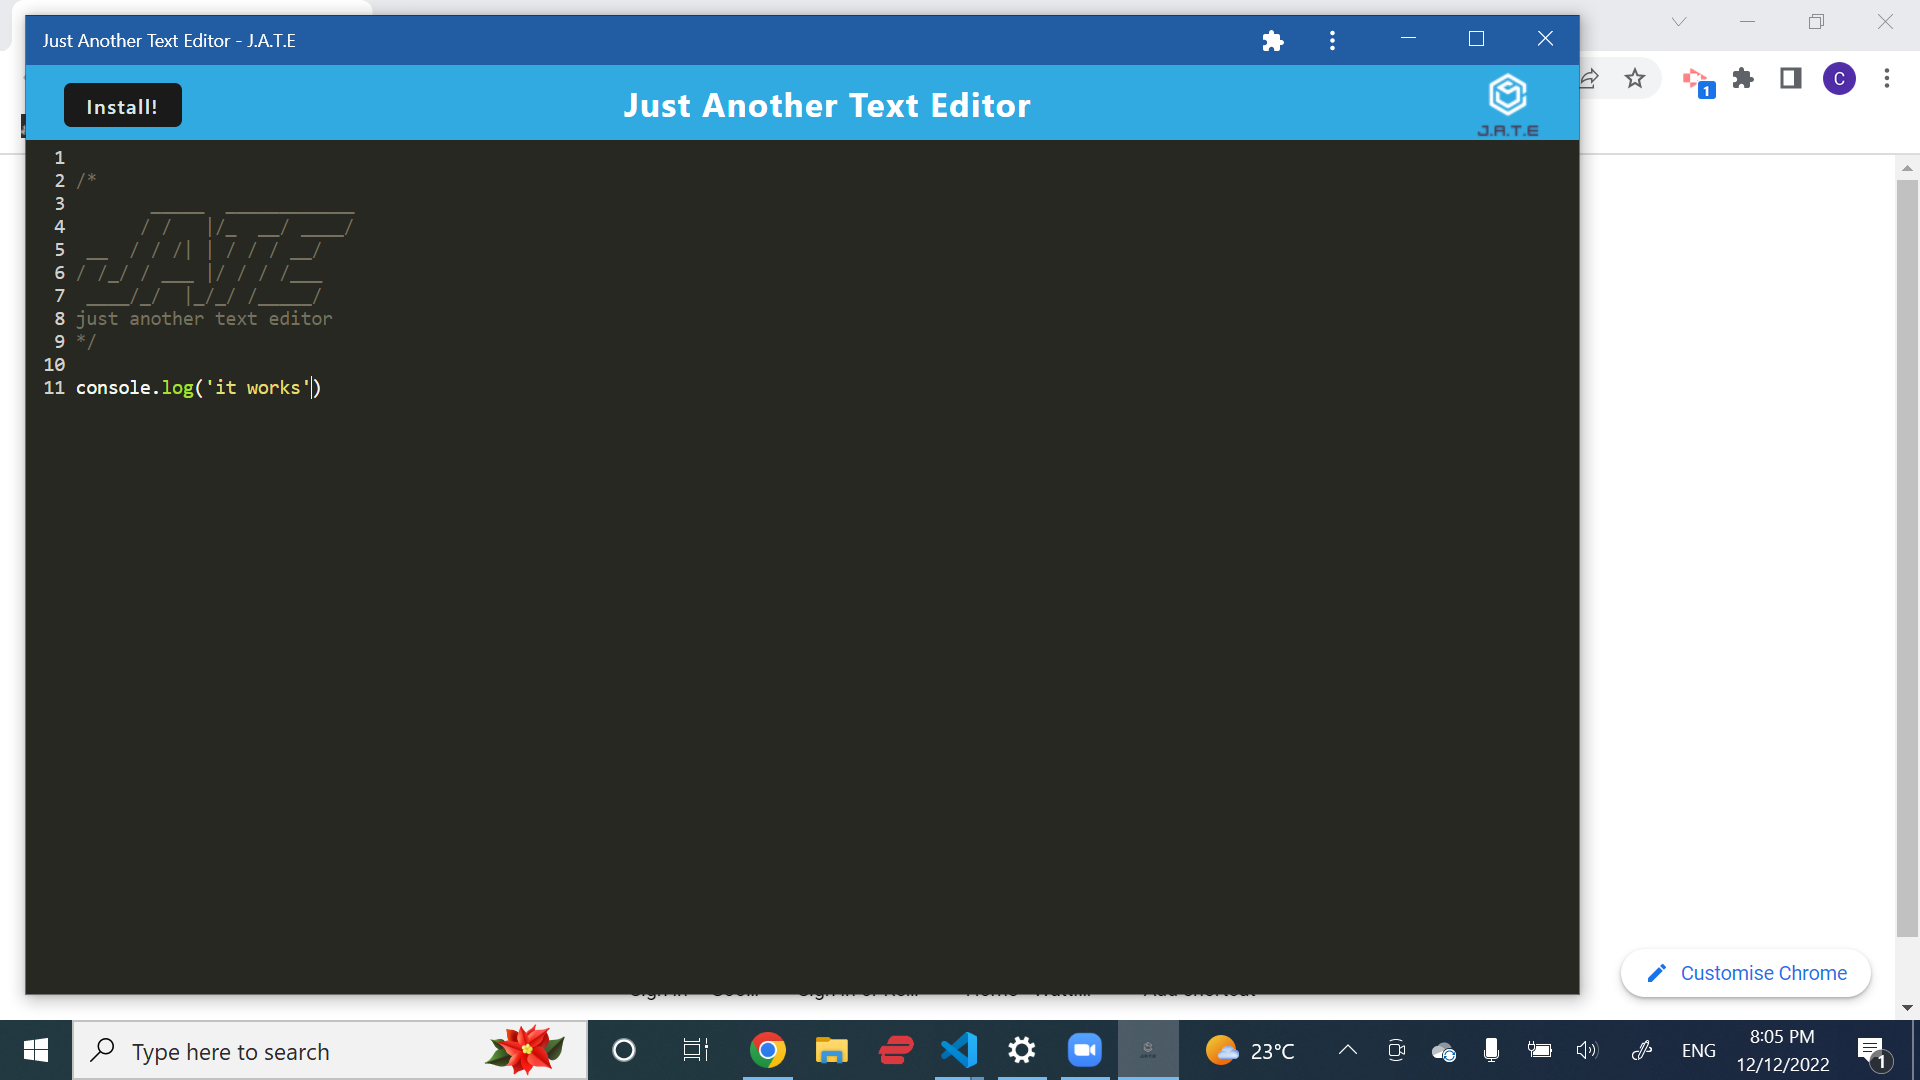 Just Another Text Editor - J.A.T.E
Install!
Just Another Text Editor
J.A.T.E
1
C
1
2 /*
3        ______  ____________
4       / /   |/_  __/ ____/
5  __  / / /| | / / / __/
6 / /_/ / ___ |/ / / /___
7  ____/_/  |_/_/ /_____/
8 just another text editor
9 */
10
11 console.log('it works')
Customise Chrome
Type here to search
23°C
ENG
8:05 PM
12/12/2022
1